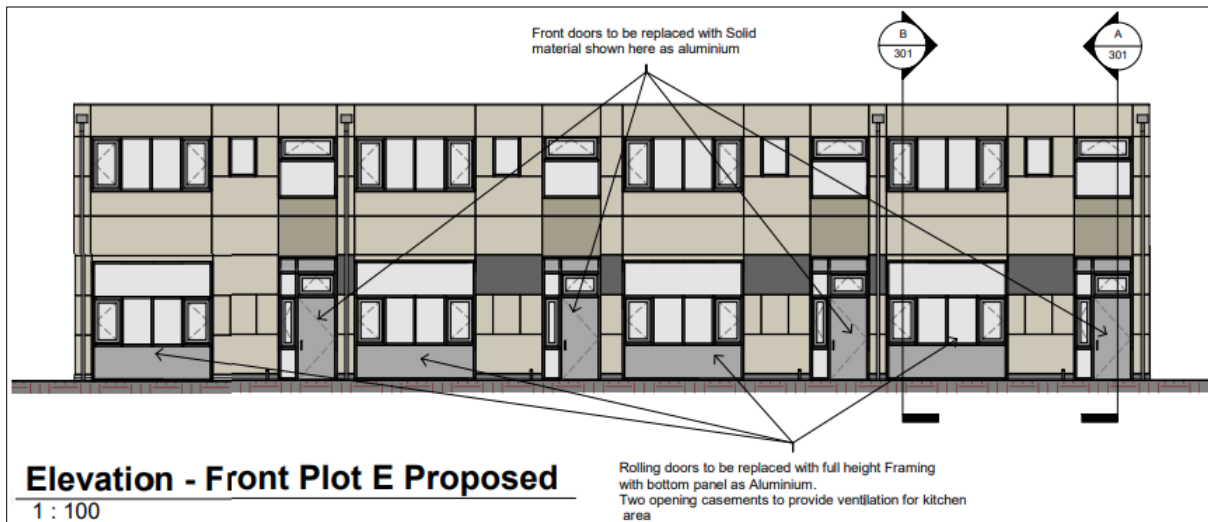 Front doors to be replaced with Solid
material shown here as aluminium
B
301
A
301
Elevation - Front Plot E Proposed
1 : 100
Rolling doors to be replaced with full height Framing
with bottom panel as Aluminium.
Two opening casements to provide ventilation for kitchen
area